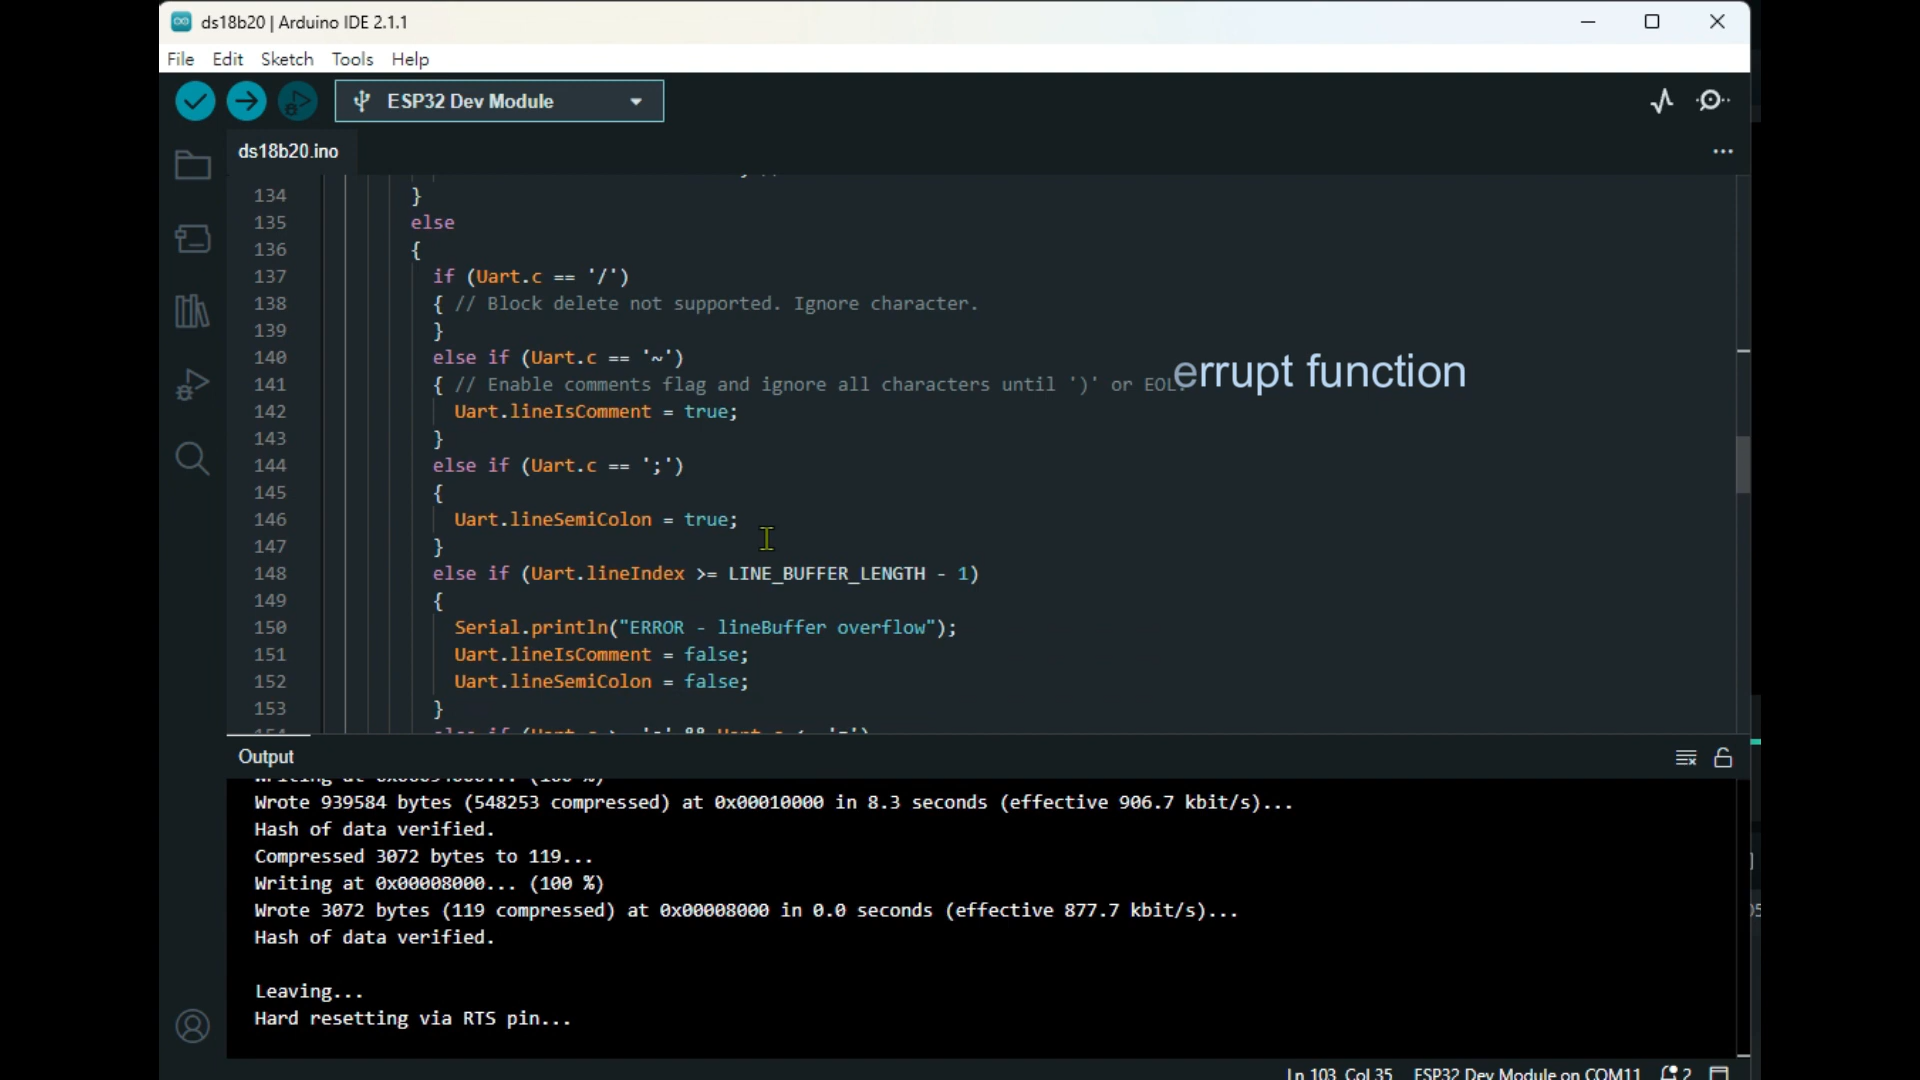 ds18b20 | Arduino IDE 2.1.1
File Edit Sketch Tools Help
ESP32 Dev Module
ds18b20.ino
134 }
135 else
136 {
137 if (Uart.c == '/')
138 { // Block delete not supported. Ignore character.
139 }
140 else if (Uart.c == '~')
141 { // Enable comments flag and ignore all characters until ')' or EOL.
errupt function
142 Uart.lineIsComment = true;
143 }
144 else if (Uart.c == ';')
145 {
146 Uart.lineSemiColon = true;
147 }
148 else if (Uart.lineIndex >= LINE_BUFFER_LENGTH - 1)
149 {
150 Serial.println("ERROR - lineBuffer overflow");
151 Uart.lineIsComment = false;
152 Uart.lineSemiColon = false;
153 }
Output
Wrote 939584 bytes (548253 compressed) at 0x00010000 in 8.3 seconds (effective 906.7 kbit/s)...
Hash of data verified.
Compressed 3072 bytes to 119...
Writing at 0x00008000... (100 %)
Wrote 3072 bytes (119 compressed) at 0x00008000 in 0.0 seconds (effective 877.7 kbit/s)...
Hash of data verified.
Leaving...
Hard resetting via RTS pin...
Ln 103, Col 35 ESP32 Dev Module on COM11 2